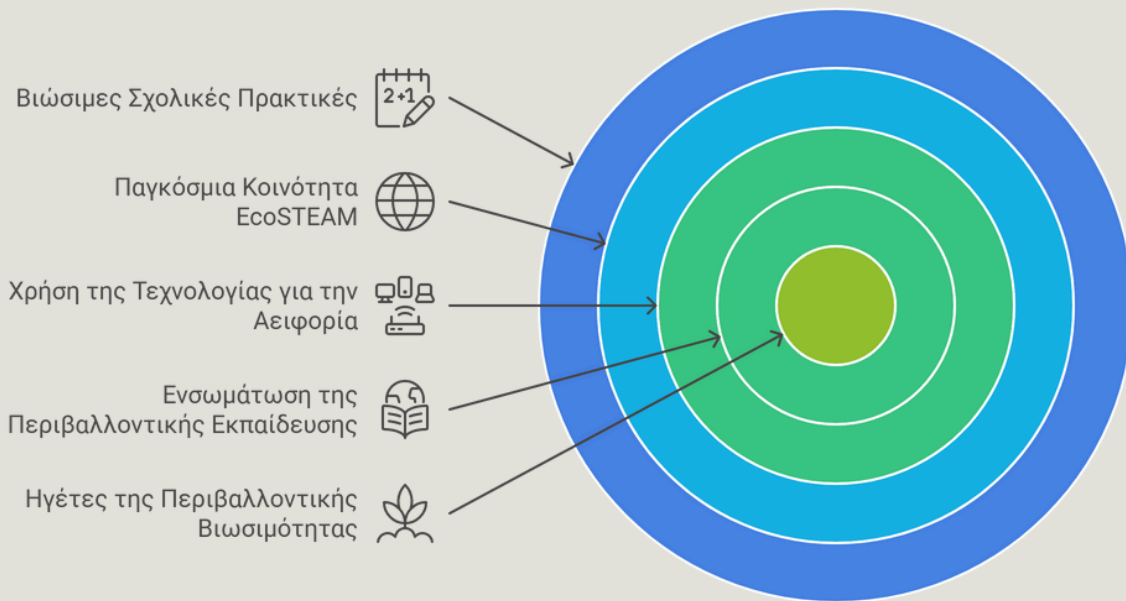 Βιώσιμες Σχολικές Πρακτικές
2+1
Παγκόσμια Κοινότητα
EcoSTEAM
Χρήση της Τεχνολογίας για την
Αειφορία
Ενσωμάτωση της
Περιβαλλοντικής Εκπαίδευσης
Ηγέτες της Περιβαλλοντικής
Βιωσιμότητας